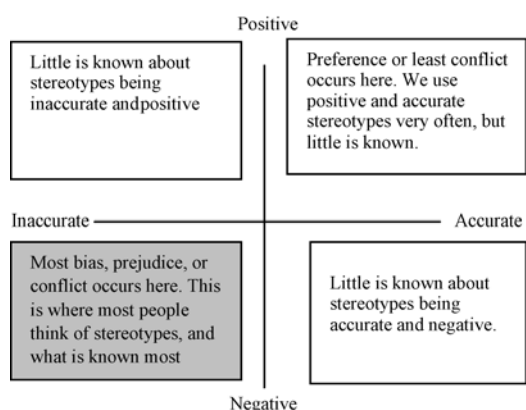 Positive
Little is known about
stereotypes being
inaccurate andpositive
Preference or least conflict
occurs here. We use
positive and accurate
stereotypes very often, but
little is known.
Inaccurate
Accurate
Most bias, prejudice, or
conflict occurs here. This
is where most people
think of stereotypes, and
what is known most
Little is known about
stereotypes being
accurate and negative.
Negative